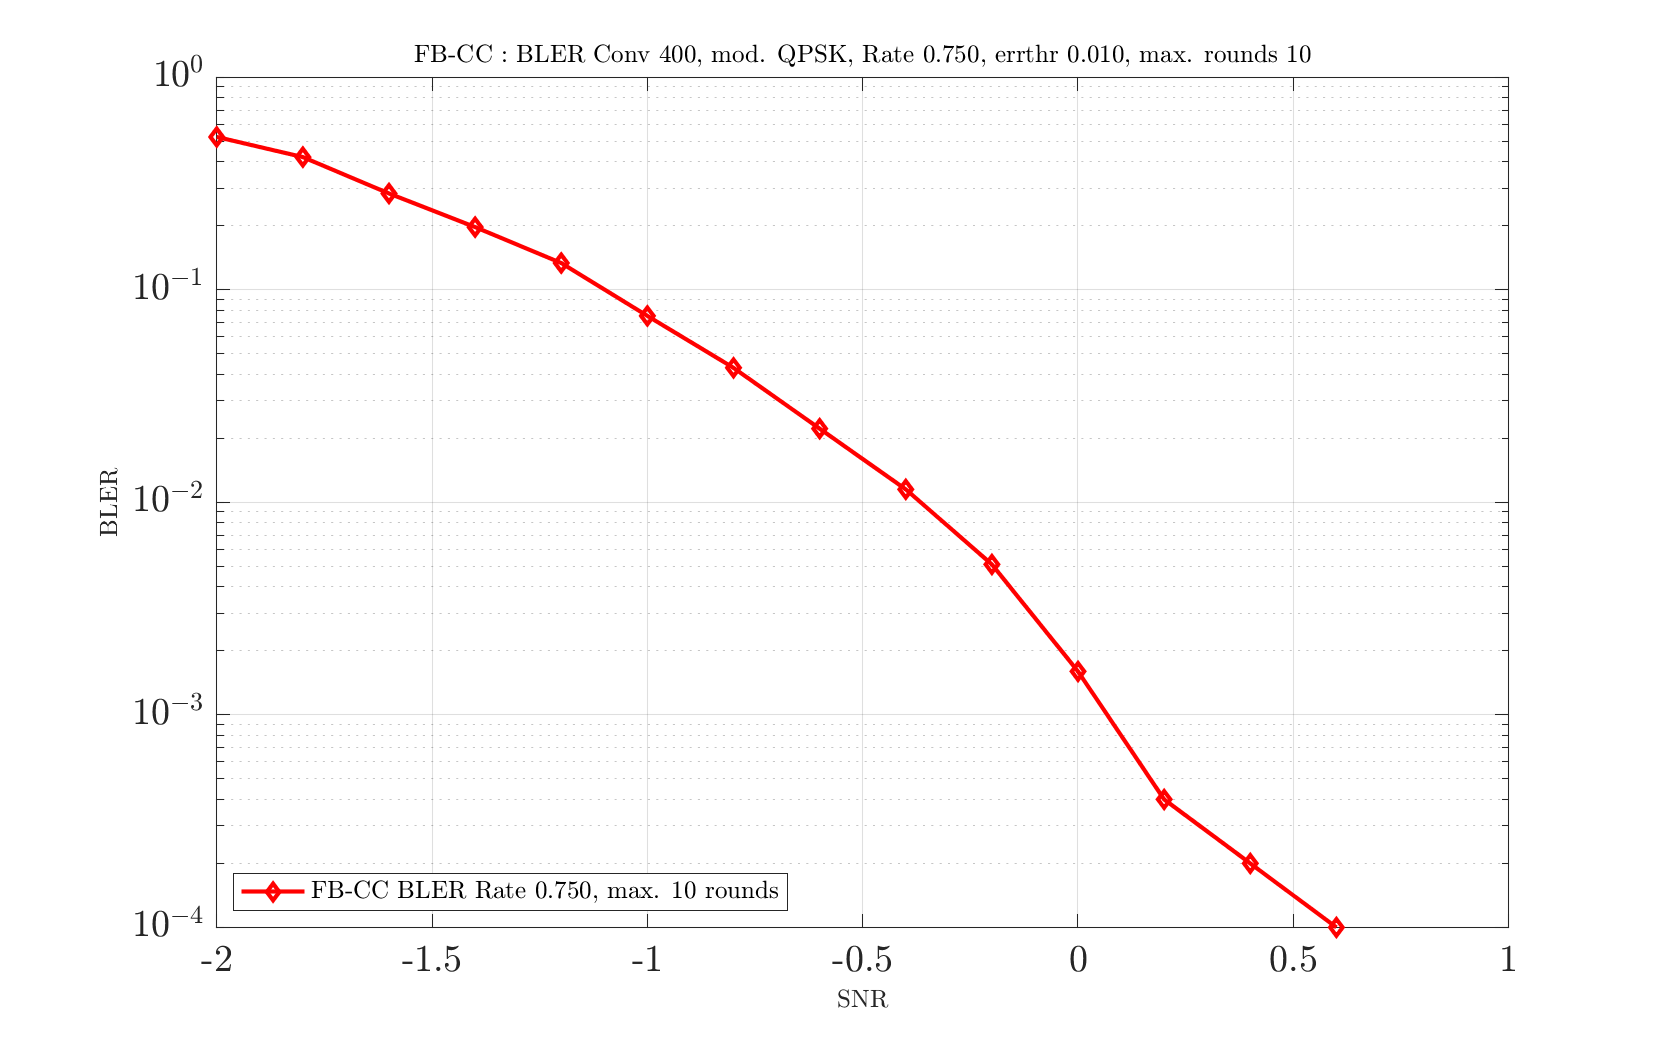 FB-CC : BLER Conv 400, mod. QPSK, Rate 0.750, errthr 0.010, max. rounds 10
10^0
10^{-1}
10^{-2}
10^{-3}
10^{-4}
BLER
FB-CC BLER Rate 0.750, max. 10 rounds
-2 -1.5 -1 -0.5 0 0.5 1
SNR